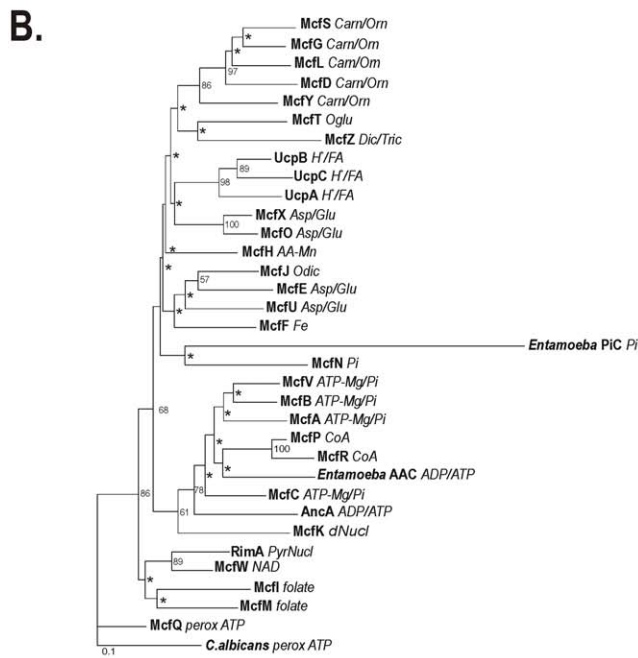 B.
McfS Carn/Orn
*
McfG Carn/Orn
*
McfL Carn/Om
97
McfD Carn/Orn
86
McfY Carn/Orn
*
McfT Oglu
*
McfZ Dic/Tric
*
UcpB H⁺/FA
89
UcpC H⁺/FA
98
UcpA H⁺/FA
*
McfX Asp/Glu
100
McfO Asp/Glu
*
McfH AA-Mn
*
McfJ Odic
57
McfE Asp/Glu
*
McfU Asp/Glu
*
McfF Fe
Entamoeba PiC Pi
*
McfN Pi
McfV ATP-Mg/Pi
*
McfB ATP-Mg/Pi
68
*
McfA ATP-Mg/Pi
McfP CoA
*
100
McfR CoA
*
*
Entamoeba AAC ADP/ATP
86
78
McfC ATP-Mg/Pi
61
AncA ADP/ATP
McfK dNucl
RimA PyrNucl
89
McfW NAD
*
McfI folate
*
McfM folate
McfQ perox ATP
C.albicans perox ATP
0.1